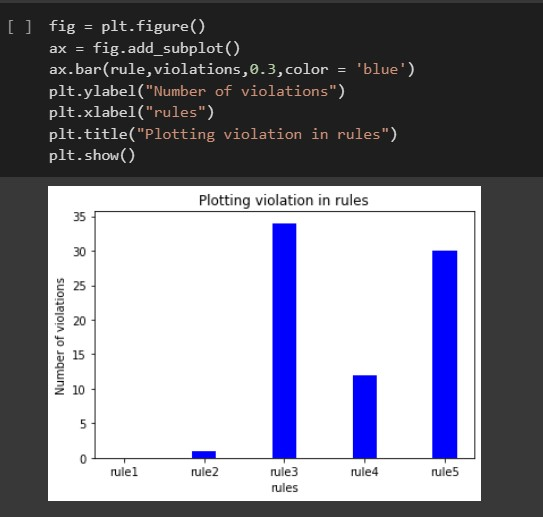 [ ] fig = plt.figure()
ax = fig.add_subplot()
ax.bar(rule,violations,0.3,color = 'blue')
plt.ylabel("Number of violations")
plt.xlabel("rules")
plt.title("Plotting violation in rules")
plt.show()
Plotting violation in rules
35
30
25
20
15
10
5
0
Number of violations
rule1 rule2 rule3 rule4 rule5
rules